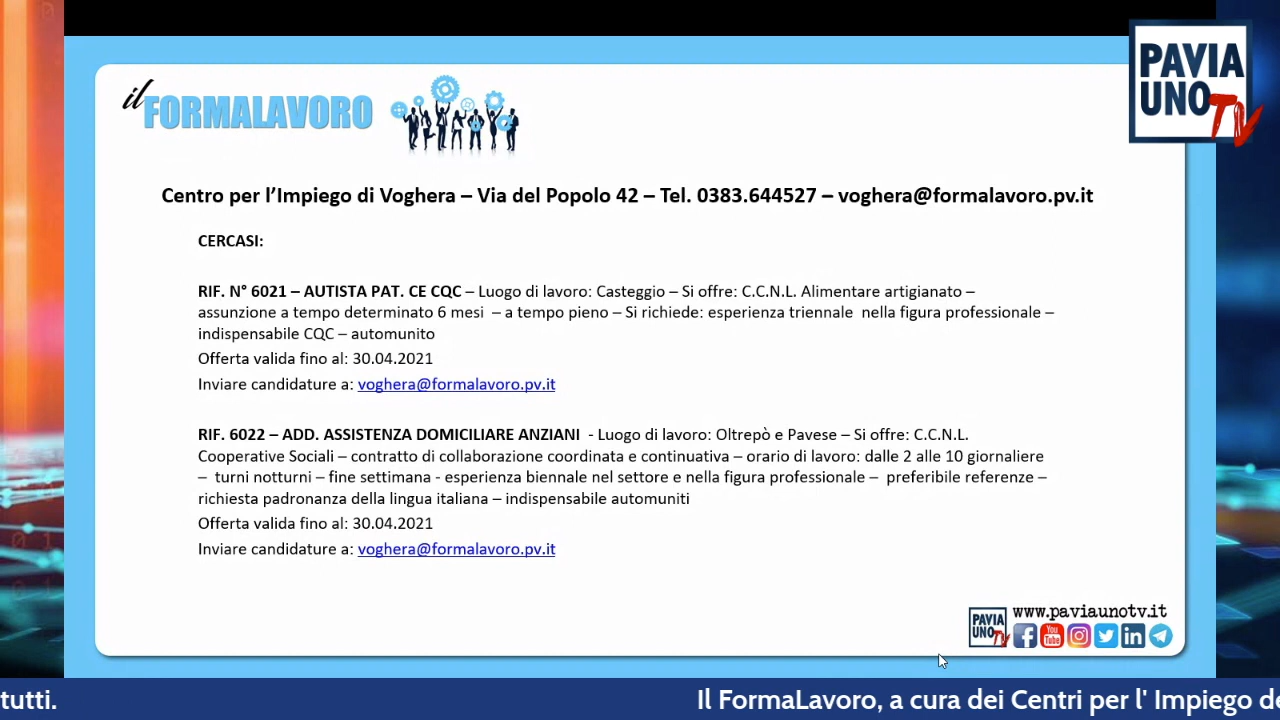 PAVIA
UNO TV
il FORMALAVORO
Centro per l’Impiego di Voghera – Via del Popolo 42 – Tel. 0383.644527 – voghera@formalavoro.pv.it
CERCASI:
RIF. N° 6021 – AUTISTA PAT. CE CQC – Luogo di lavoro: Casteggio – Si offre: C.C.N.L. Alimentare artigianato –
assunzione a tempo determinato 6 mesi – a tempo pieno – Si richiede: esperienza triennale nella figura professionale –
indispensabile CQC – automunito
Offerta valida fino al: 30.04.2021
Inviare candidature a: voghera@formalavoro.pv.it
RIF. 6022 – ADD. ASSISTENZA DOMICILIARE ANZIANI - Luogo di lavoro: Oltrepò e Pavese – Si offre: C.C.N.L.
Cooperative Sociali – contratto di collaborazione coordinata e continuativa – orario di lavoro: dalle 2 alle 10 giornaliere
– turni notturni – fine settimana - esperienza biennale nel settore e nella figura professionale – preferibile referenze –
richiesta padronanza della lingua italiana – indispensabile automuniti
Offerta valida fino al: 30.04.2021
Inviare candidature a: voghera@formalavoro.pv.it
www.paviaunotv.it
PAVIA
UNO TV
You
Tube
tutti. Il FormaLavoro, a cura dei Centri per l' Impiego de